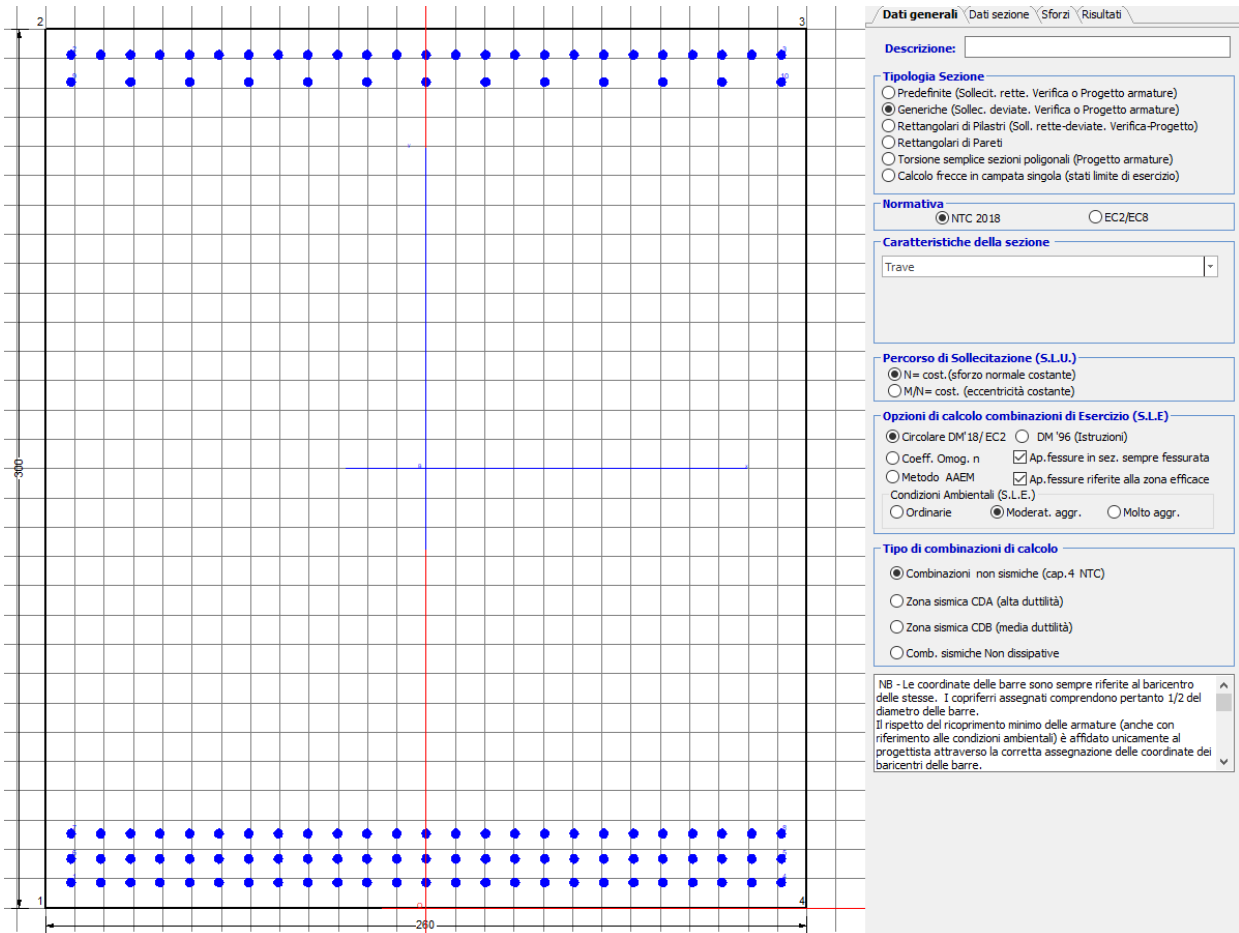 2
3
300
1
4
260
Dati generali
Dati sezione
Sforzi
Risultati
Descrizione:
Tipologia Sezione
Predefinite (Sollecit. rette. Verifica o Progetto armature)
Generiche (Sollec. deviate. Verifica o Progetto armature)
Rettangolari di Pilastri (Soll. rette-deviate. Verifica-Progetto)
Rettangolari di Pareti
Torsione semplice sezioni poligonali (Progetto armature)
Calcolo frecce in campata singola (stati limite di esercizio)
Normativa
NTC 2018
EC2/EC8
Caratteristiche della sezione
Trave
Percorso di Sollecitazione (S.L.U.)
N= cost.(sforzo normale costante)
M/N= cost. (eccentricità costante)
Opzioni di calcolo combinazioni di Esercizio (S.L.E)
Circolare DM'18/ EC2
DM '96 (Istruzioni)
Coeff. Omog. n
Ap.fessure in sez. sempre fessurata
Metodo AAEM
Ap.fessure riferite alla zona efficace
Condizioni Ambientali (S.L.E.)
Ordinarie
Moderat. aggr.
Molto aggr.
Tipo di combinazioni di calcolo
Combinazioni non sismiche (cap.4 NTC)
Zona sismica CDA (alta duttilità)
Zona sismica CDB (media duttilità)
Comb. sismiche Non dissipative
NB - Le coordinate delle barre sono sempre riferite al baricentro
delle stesse. I copriferri assegnati comprendono pertanto 1/2 del
diametro delle barre.
Il rispetto del ricoprimento minimo delle armature (anche con
riferimento alle condizioni ambientali) è affidato unicamente al
progettista attraverso la corretta assegnazione delle coordinate dei
baricentri delle barre.